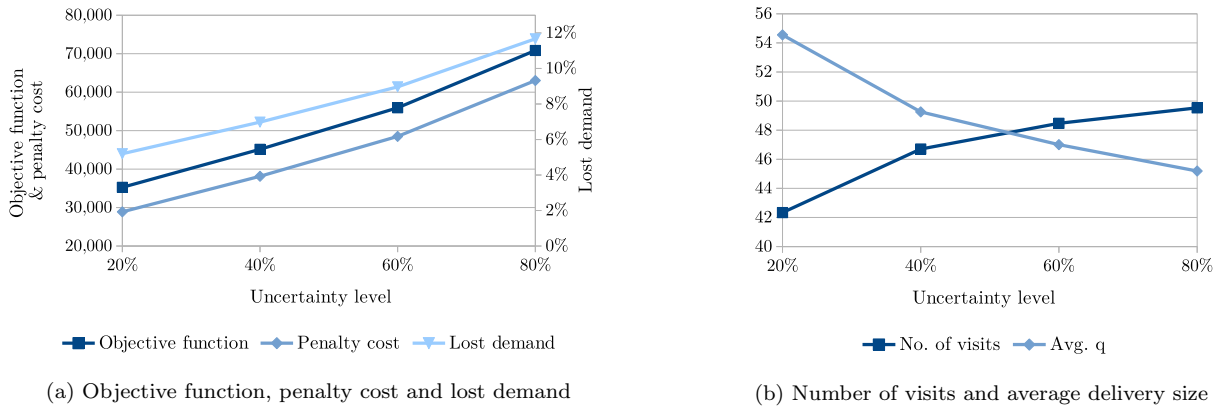 80,000
70,000
60,000
50,000
40,000
30,000
20,000
Objective function
& penalty cost
12%
10%
8%
6%
4%
2%
0%
Lost demand
20% 40% 60% 80%
Uncertainty level
Objective function Penalty cost Lost demand
(a) Objective function, penalty cost and lost demand
56
54
52
50
48
46
44
42
40
20% 40% 60% 80%
Uncertainty level
No. of visits Avg. q
(b) Number of visits and average delivery size